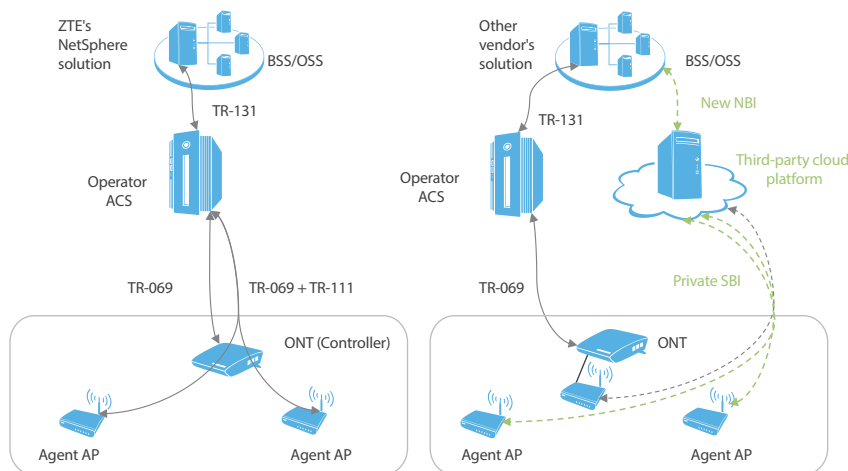 ZTE's
NetSphere
solution
BSS/OSS
TR-131
Operator
ACS
TR-069
TR-069 + TR-111
ONT (Controller)
Agent AP
Agent AP
Other
vendor's
solution
BSS/OSS
New NBI
TR-131
Third-party cloud
platform
Operator
ACS
Private SBI
TR-069
ONT
Agent AP
Agent AP